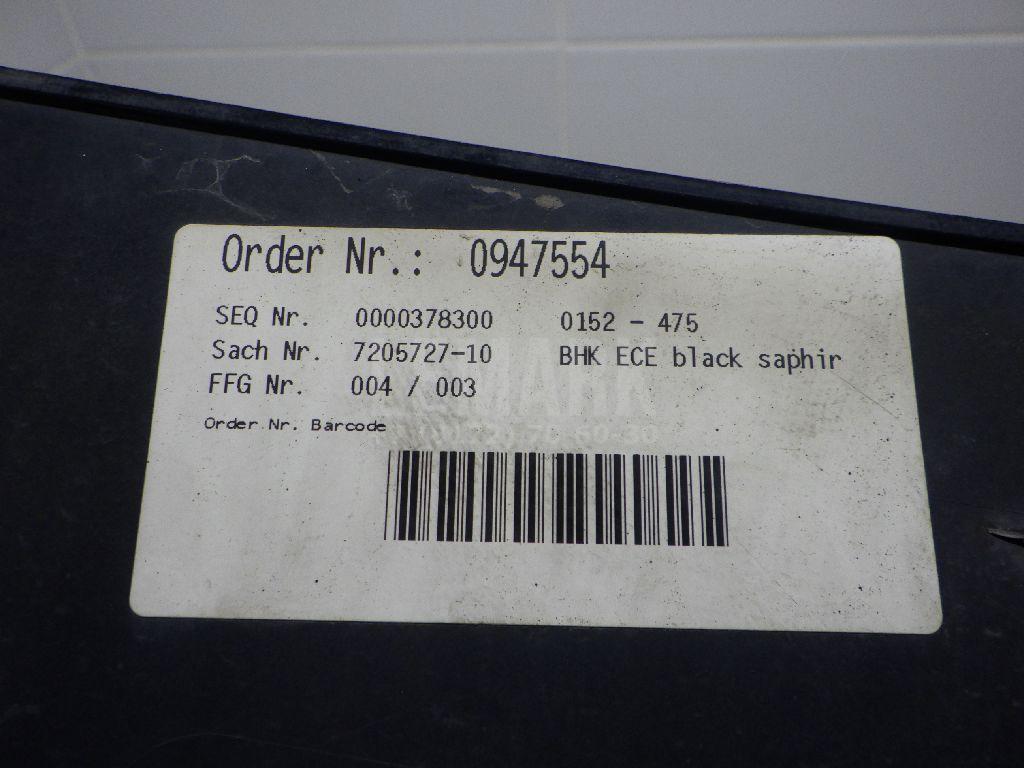 Order Nr.: 0947554
SEQ Nr. 0000378300 0152 - 475
Sach Nr. 7205727-10 BHK ECE black saphir
FFG Nr. 004 / 003
Order Nr. Barcode